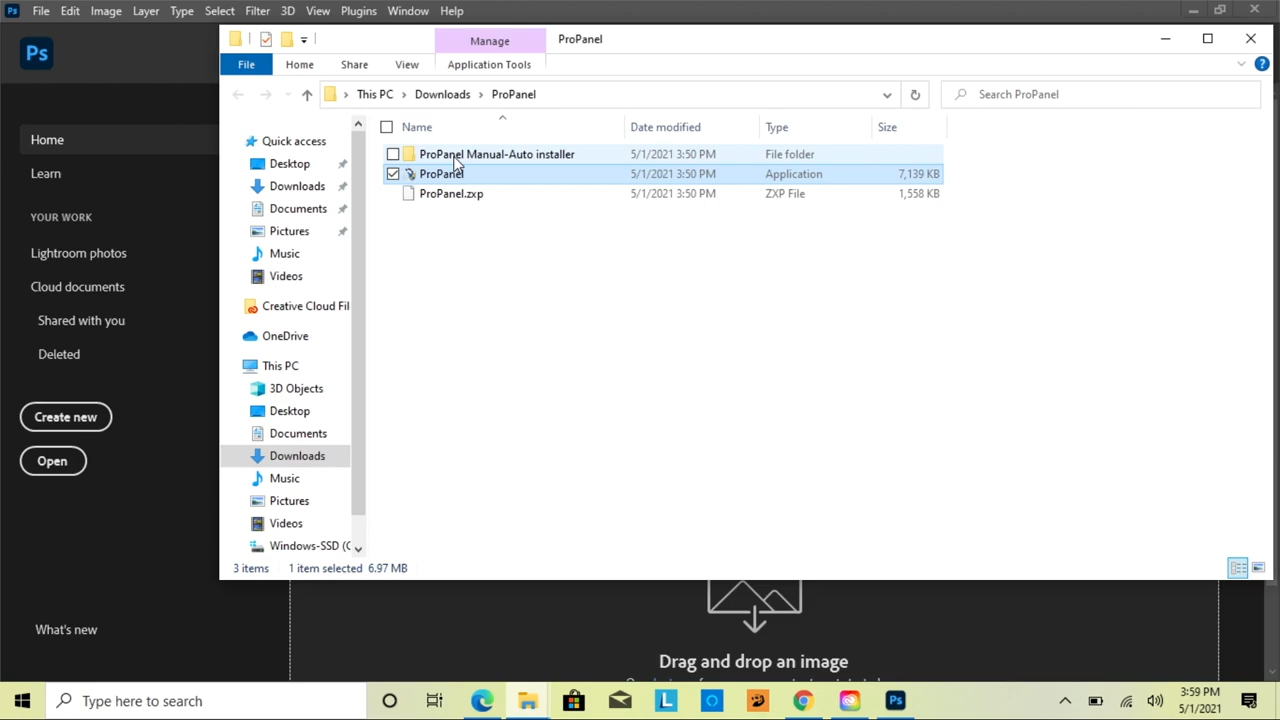 Ps File Edit Image Layer Type Select Filter 3D View Plugins Window Help
Ps
Manage ProPanel
File Home Share View Application Tools
This PC Downloads ProPanel Search ProPanel
Home
Learn
YOUR WORK
Lightroom photos
Cloud documents
Shared with you
Deleted
Create new
Open
What's new
Quick access
Desktop
Downloads
Documents
Pictures
Music
Videos
Creative Cloud Fil
OneDrive
This PC
3D Objects
Desktop
Documents
Downloads
Music
Pictures
Videos
Windows-SSD (C
Name Date modified Type Size
ProPanel Manual-Auto installer 5/1/2021 3:50 PM File folder
ProPanel 5/1/2021 3:50 PM Application 7,139 KB
ProPanel.zxp 5/1/2021 3:50 PM ZXP File 1,558 KB
3 items 1 item selected 6.97 MB
Drag and drop an image
Type here to search
L
Ps
3:59 PM
5/1/2021